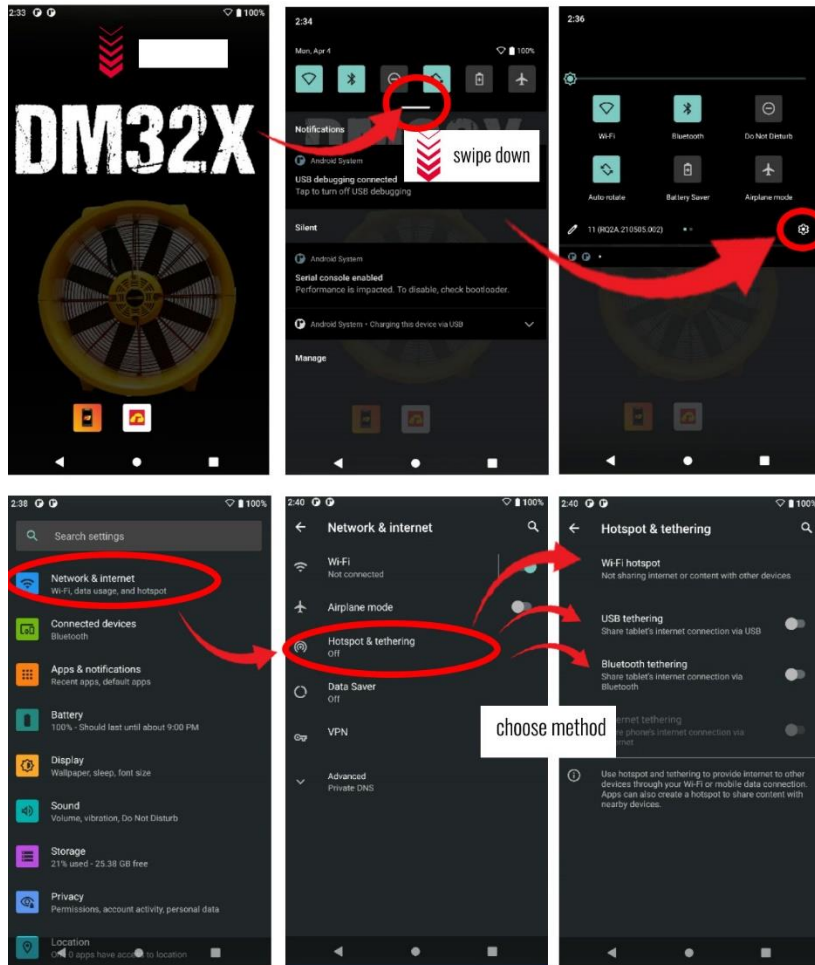 2:33
100%
DM32X
2:34
Mon, Apr 4
100%
Notifications
swipe down
Android System
USB debugging connected
Tap to turn off USB debugging
Silent
Android System
Serial console enabled
Performance is impacted. To disable, check bootloader.
Android System • Charging this device via USB
Manage
2:36
Wi-Fi
Bluetooth
Do Not Disturb
Auto rotate
Battery Saver
Airplane mode
11 (RQ2A.210505.002)
2:38
100%
Search settings
Network & internet
Wi-Fi, data usage, and hotspot
Connected devices
Bluetooth
Apps & notifications
Recent apps, default apps
Battery
100% - Should last until about 9:00 PM
Display
Wallpaper, sleep, font size
Sound
Volume, vibration, Do Not Disturb
Storage
21% used - 25.38 GB free
Privacy
Permissions, account activity, personal data
Location
0 apps have access to location
2:40
100%
Network & internet
Wi-Fi
Not connected
Airplane mode
Hotspot & tethering
Off
Data Saver
Off
choose method
VPN
Advanced
Private DNS
2:40
100%
Hotspot & tethering
Wi-Fi hotspot
Not sharing internet or content with other devices
USB tethering
Share tablet's internet connection via USB
Bluetooth tethering
Share tablet's internet connection via
Bluetooth
tethering
phone's internet connection via
Use hotspot and tethering to provide internet to other
devices through your Wi-Fi or mobile data connection.
Apps can also create a hotspot to share content with
nearby devices.